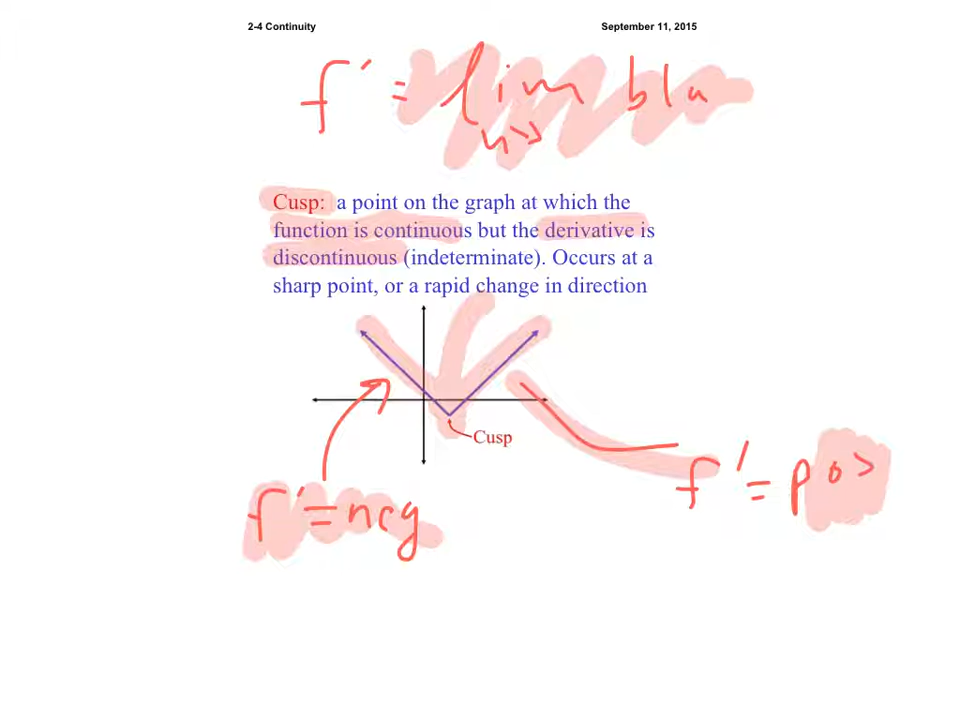 2-4 Continuity September 11, 2015
f' = lim bla
Cusp: a point on the graph at which the
function is continuous but the derivative is
discontinuous (indeterminate). Occurs at a
sharp point, or a rapid change in direction
Cusp
f' = pos
f' = neg